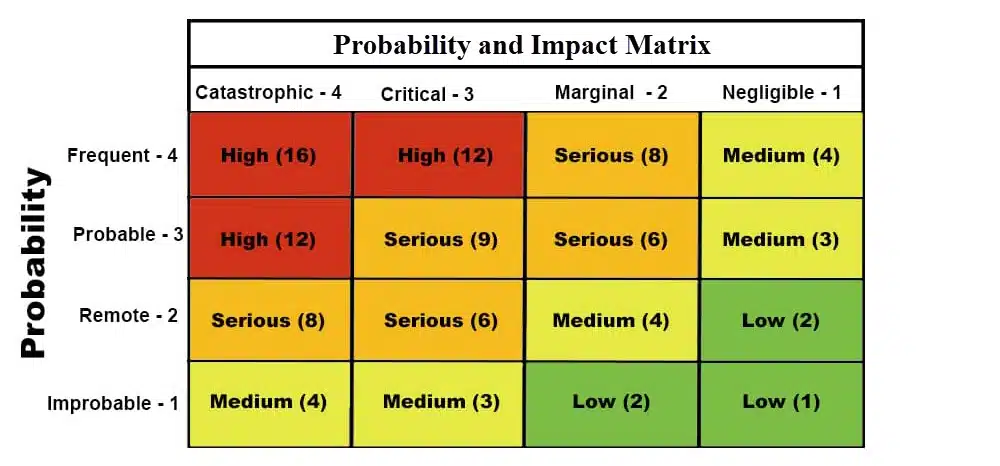 Probability and Impact Matrix
Catastrophic - 4 Critical - 3 Marginal - 2 Negligible - 1
Probability
Frequent - 4 High (16) High (12) Serious (8) Medium (4)
Probable - 3 High (12) Serious (9) Serious (6) Medium (3)
Remote - 2 Serious (8) Serious (6) Medium (4) Low (2)
Improbable - 1 Medium (4) Medium (3) Low (2) Low (1)